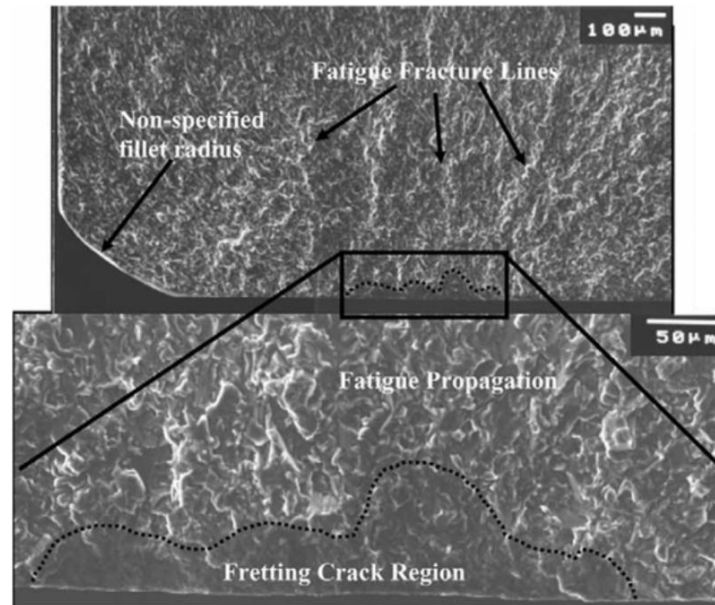 100µm
Fatigue Fracture Lines
Non-specified
fillet radius
50µm
Fatigue Propagation
Fretting Crack Region